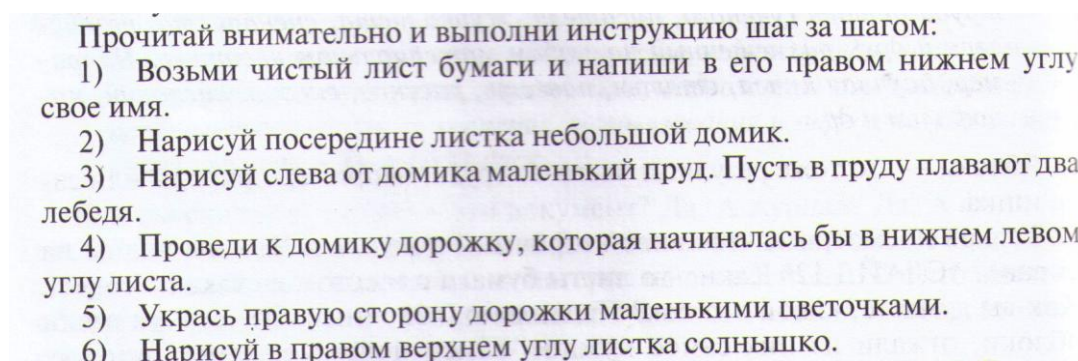 Прочитай внимательно и выполни инструкцию шаг за шагом:
1) Возьми чистый лист бумаги и напиши в его правом нижнем углу
свое имя.
2) Нарисуй посередине листка небольшой домик.
3) Нарисуй слева от домика маленький пруд. Пусть в пруду плавают два
лебедя.
4) Проведи к домику дорожку, которая начиналась бы в нижнем левом
углу листа.
5) Укрась правую сторону дорожки маленькими цветочками.
6) Нарисуй в правом верхнем углу листка солнышко.